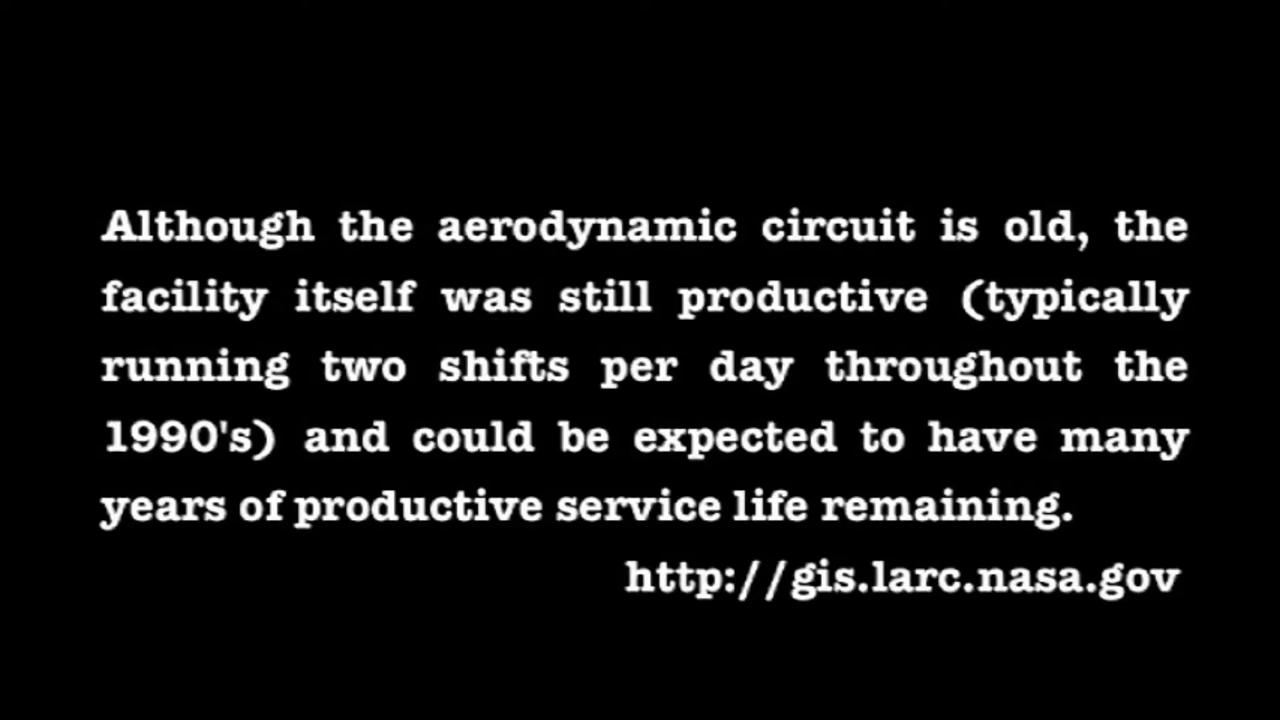 Although the aerodynamic circuit is old, the
facility itself was still productive (typically
running two shifts per day throughout the
1990's) and could be expected to have many
years of productive service life remaining.
http://gis.larc.nasa.gov